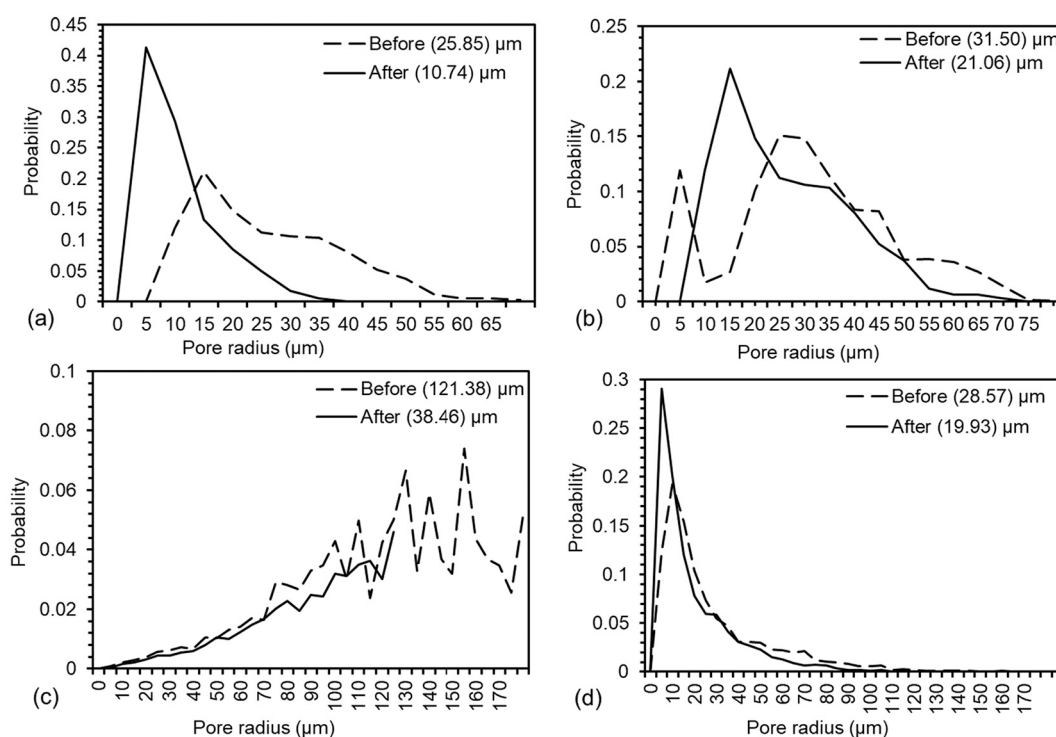 0.45
0.4
0.35
0.3
0.25
0.2
0.15
0.1
0.05
0
Probability
Before (25.85) µm
After (10.74) µm
0 5 10 15 20 25 30 35 40 45 50 55 60 65
Pore radius (µm)
(a)
0.25
0.2
0.15
0.10
0.05
0
Probability
Before (31.50) µm
After (21.06) µm
0 5 10 15 20 25 30 35 40 45 50 55 60 65 70 75
Pore radius (µm)
(b)
0.1
0.08
0.06
0.04
0.02
0
Probability
Before (121.38) µm
After (38.46) µm
0 10 20 30 40 50 60 70 80 90 100 110 120 130 140 150 160 170
Pore radius (µm)
(c)
0.3
0.25
0.2
0.15
0.1
0.05
0
Probability
Before (28.57) µm
After (19.93) µm
0 10 20 30 40 50 60 70 80 90 100 110 120 130 140 150 160 170
Pore radius (µm)
(d)